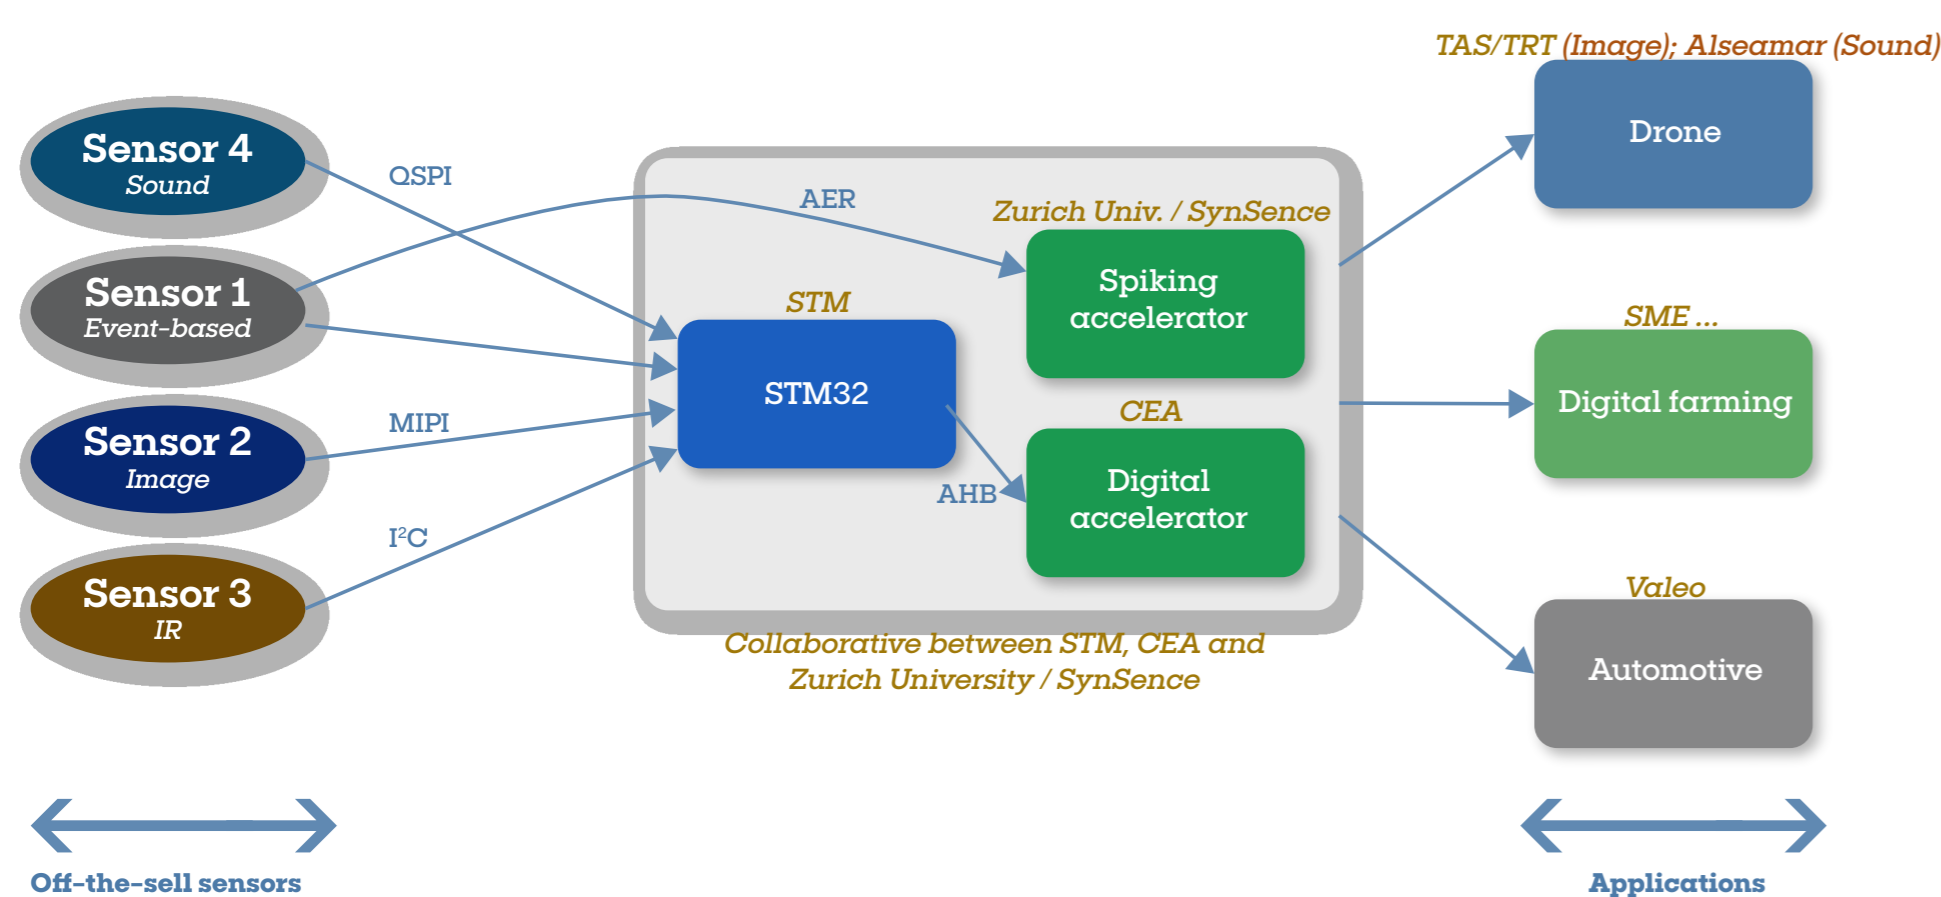 TAS/TRT (Image); Alseamar (Sound)
Drone
Sensor 4
Sound
QSPI
AER
Zurich Univ. / SynSence
Sensor 1
Event-based
Spiking
accelerator
STM
STM32
SME ...
Digital farming
CEA
Sensor 2
Image
MIPI
Digital
accelerator
AHB
I²C
Sensor 3
IR
Valeo
Automotive
Collaborative between STM, CEA and
Zurich University / SynSence
Off-the-sell sensors
Applications